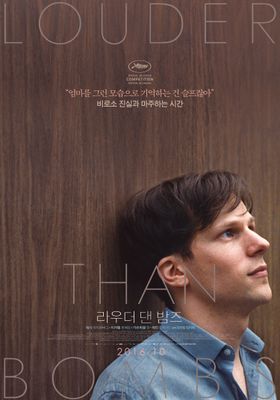 LOUDER
COMPETITION
"엄마를 그런 모습으로 기억하는 건 슬프잖아"
비로소 진실과 마주하는 시간
THAN
라우더 댄 밤즈
2016.10
BOMBS